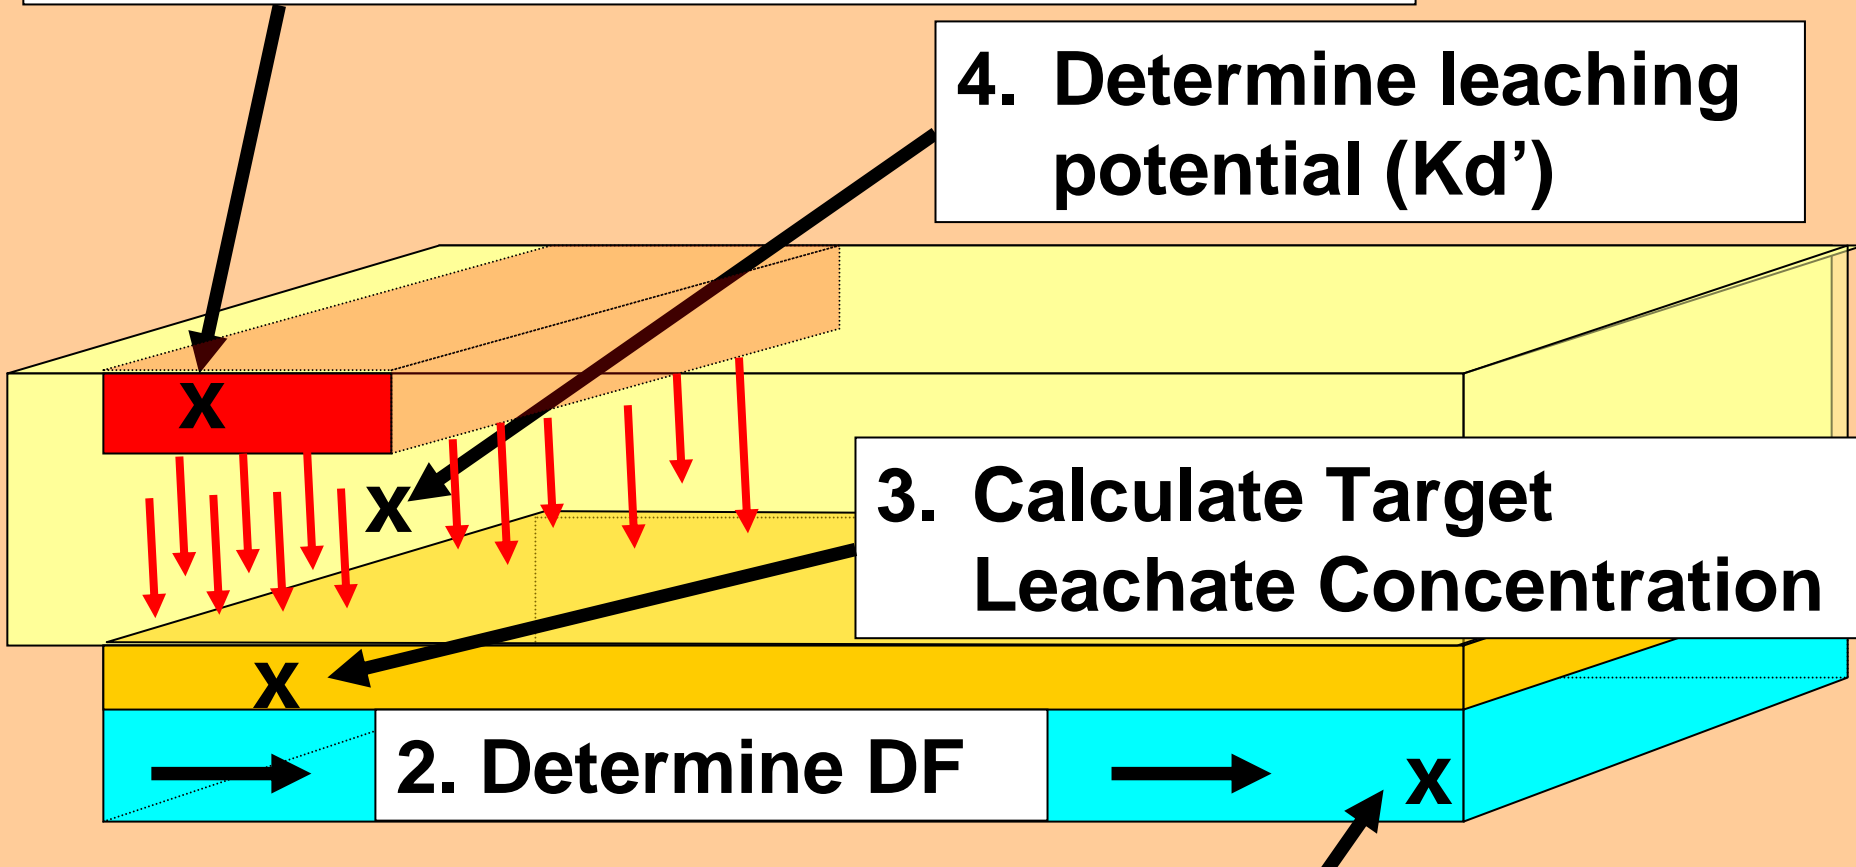 4. Determine leaching
potential (Kd’)
x
x
3. Calculate Target
Leachate Concentration
x
2. Determine DF
x